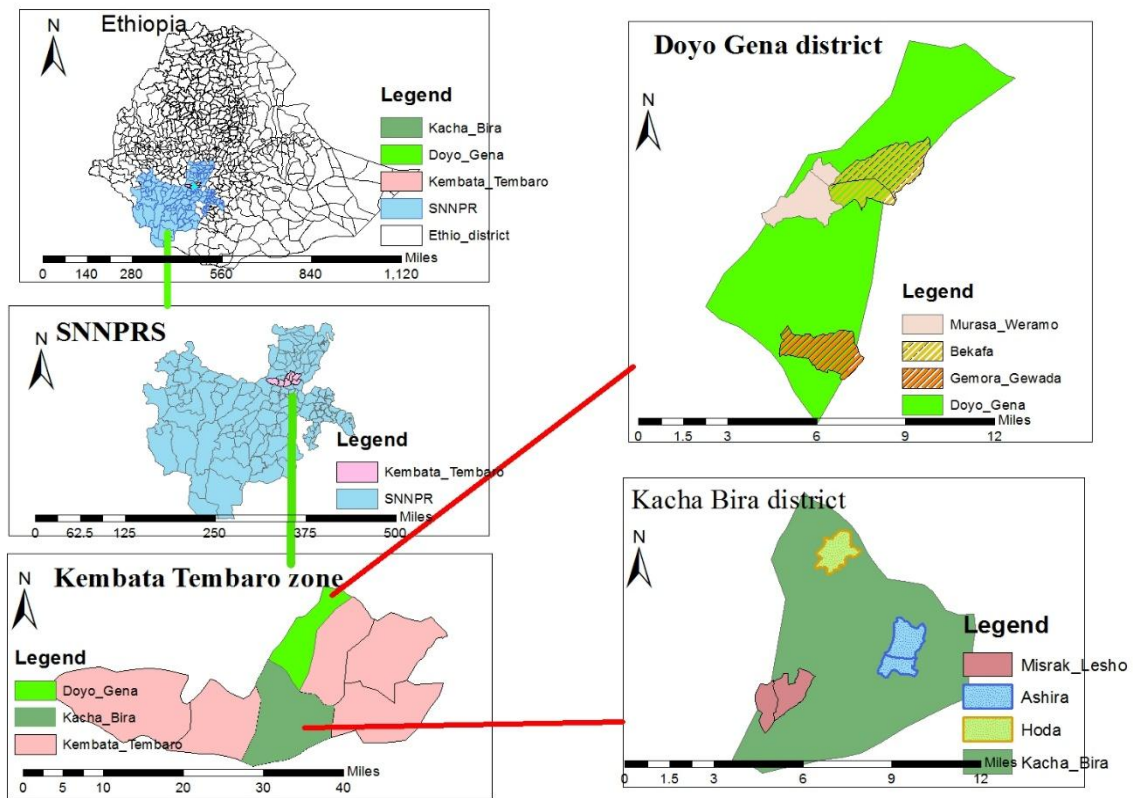 Ethiopia
N
Legend
Kacha_Bira
Doyo_Gena
Kembata_Tembaro
SNNPR
Ethio_district
Miles
0 140 280 560 840 1,120
SNNPRS
N
Legend
Kembata_Tembaro
SNNPR
Miles
0 62.5 125 250 375 500
Kembata Tembaro zone
N
Legend
Doyo_Gena
Kacha_Bira
Kembata_Tembaro
Miles
0 5 10 20 30 40
Doyo Gena district
N
Legend
Murasa_Weramo
Bekafa
Gemora_Gewada
Doyo_Gena
Miles
0 1.5 3 6 9 12
Kacha Bira district
N
Legend
Misrak_Lesho
Ashira
Hoda
Kacha_Bira
Miles
0 1.5 3 6 9 12